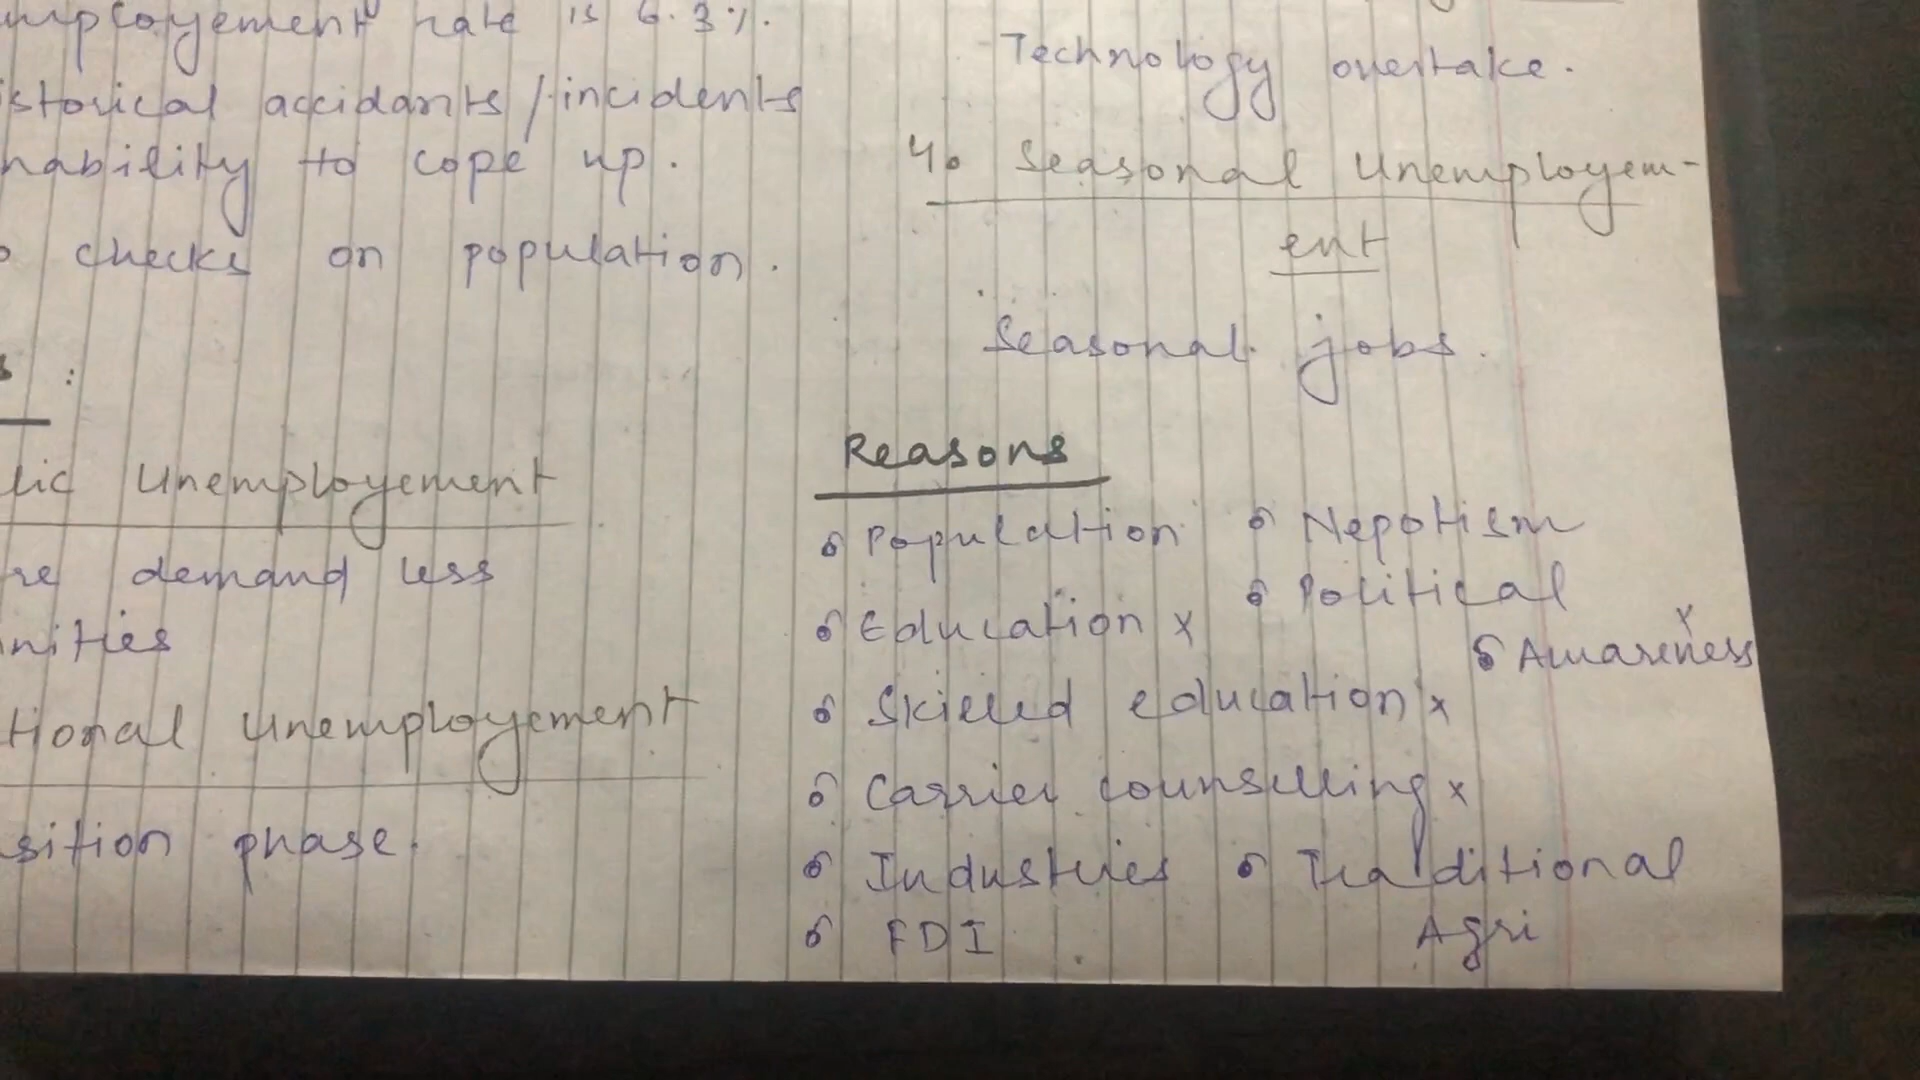 mployement rate is 6.3%.
storical accidants / incidents
nability to cope up.
o checks on population.
s :
lic Unemployement
re demand less
nities
tional Unemployement
sition phase.
Technology overtake.
4. Seasonal Unemployem-
ent
Seasonal jobs.
Reasons
Population
Nepotism
Education x
Political
Awareness x
Skilled education x
Carrier counselling x
Industries
Traditional
Agri
FDI